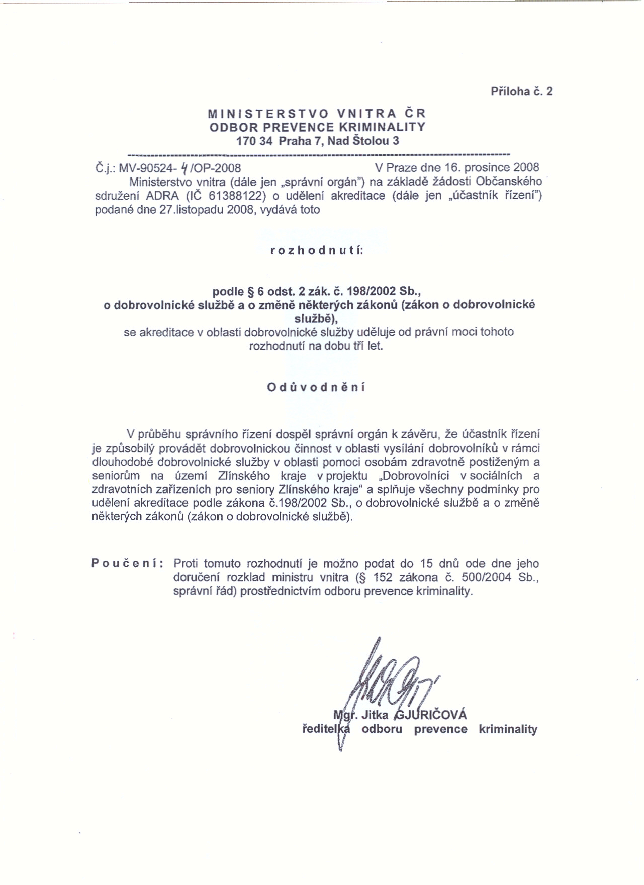 Příloha č. 2
MINISTERSTVO VNITRA ČR
ODBOR PREVENCE KRIMINALITY
170 34 Praha 7, Nad Štolou 3
Č.j.: MV-90524- 4 /OP-2008 V Praze dne 16. prosince 2008
Ministerstvo vnitra (dále jen „správní orgán") na základě žádosti Občanského
sdružení ADRA (IČ 61388122) o udělení akreditace (dále jen „účastník řízení")
podané dne 27.listopadu 2008, vydává toto
rozhodnutí:
podle § 6 odst. 2 zák. č. 198/2002 Sb.,
o dobrovolnické službě a o změně některých zákonů (zákon o dobrovolnické
službě),
se akreditace v oblasti dobrovolnické služby uděluje od právní moci tohoto
rozhodnutí na dobu tří let.
Odůvodnění
V průběhu správního řízení dospěl správní orgán k závěru, že účastník řízení
je způsobilý provádět dobrovolnickou činnost v oblasti vysílání dobrovolníků v rámci
dlouhodobé dobrovolnické služby v oblasti pomoci osobám zdravotně postiženým a
seniorům na území Zlínského kraje v projektu „Dobrovolníci v sociálních a
zdravotních zařízeních pro seniory Zlínského kraje" a splňuje všechny podmínky pro
udělení akreditace podle zákona č.198/2002 Sb., o dobrovolnické službě a o změně
některých zákonů (zákon o dobrovolnické službě).
Poučení: Proti tomuto rozhodnutí je možno podat do 15 dnů ode dne jeho
doručení rozklad ministru vnitra (§ 152 zákona č. 500/2004 Sb.,
správní řád) prostřednictvím odboru prevence kriminality.
Mgr. Jitka GJURIČOVÁ
ředitelka odboru prevence kriminality